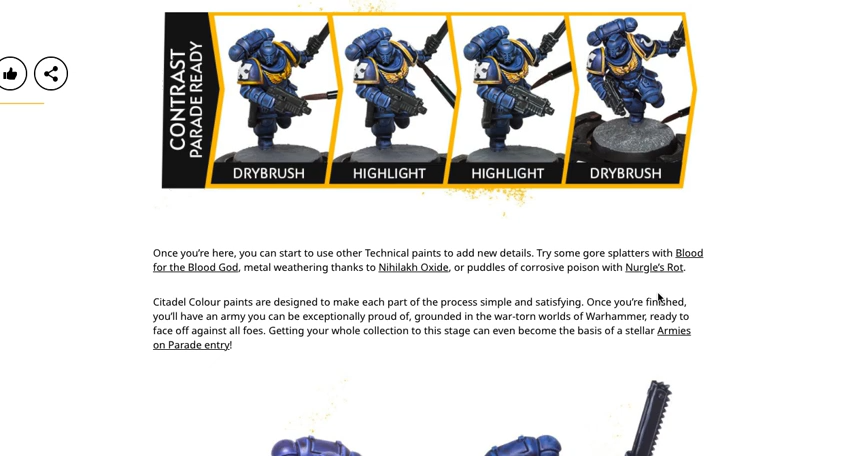 CONTRAST
PARADE READY
DRYBRUSH
HIGHLIGHT
HIGHLIGHT
DRYBRUSH
Once you’re here, you can start to use other Technical paints to add new details. Try some gore splatters with Blood
for the Blood God, metal weathering thanks to Nihilakh Oxide, or puddles of corrosive poison with Nurgle’s Rot.
Citadel Colour paints are designed to make each part of the process simple and satisfying. Once you’re finished,
you’ll have an army you can be exceptionally proud of, grounded in the war-torn worlds of Warhammer, ready to
face off against all foes. Getting your whole collection to this stage can even become the basis of a stellar Armies
on Parade entry!